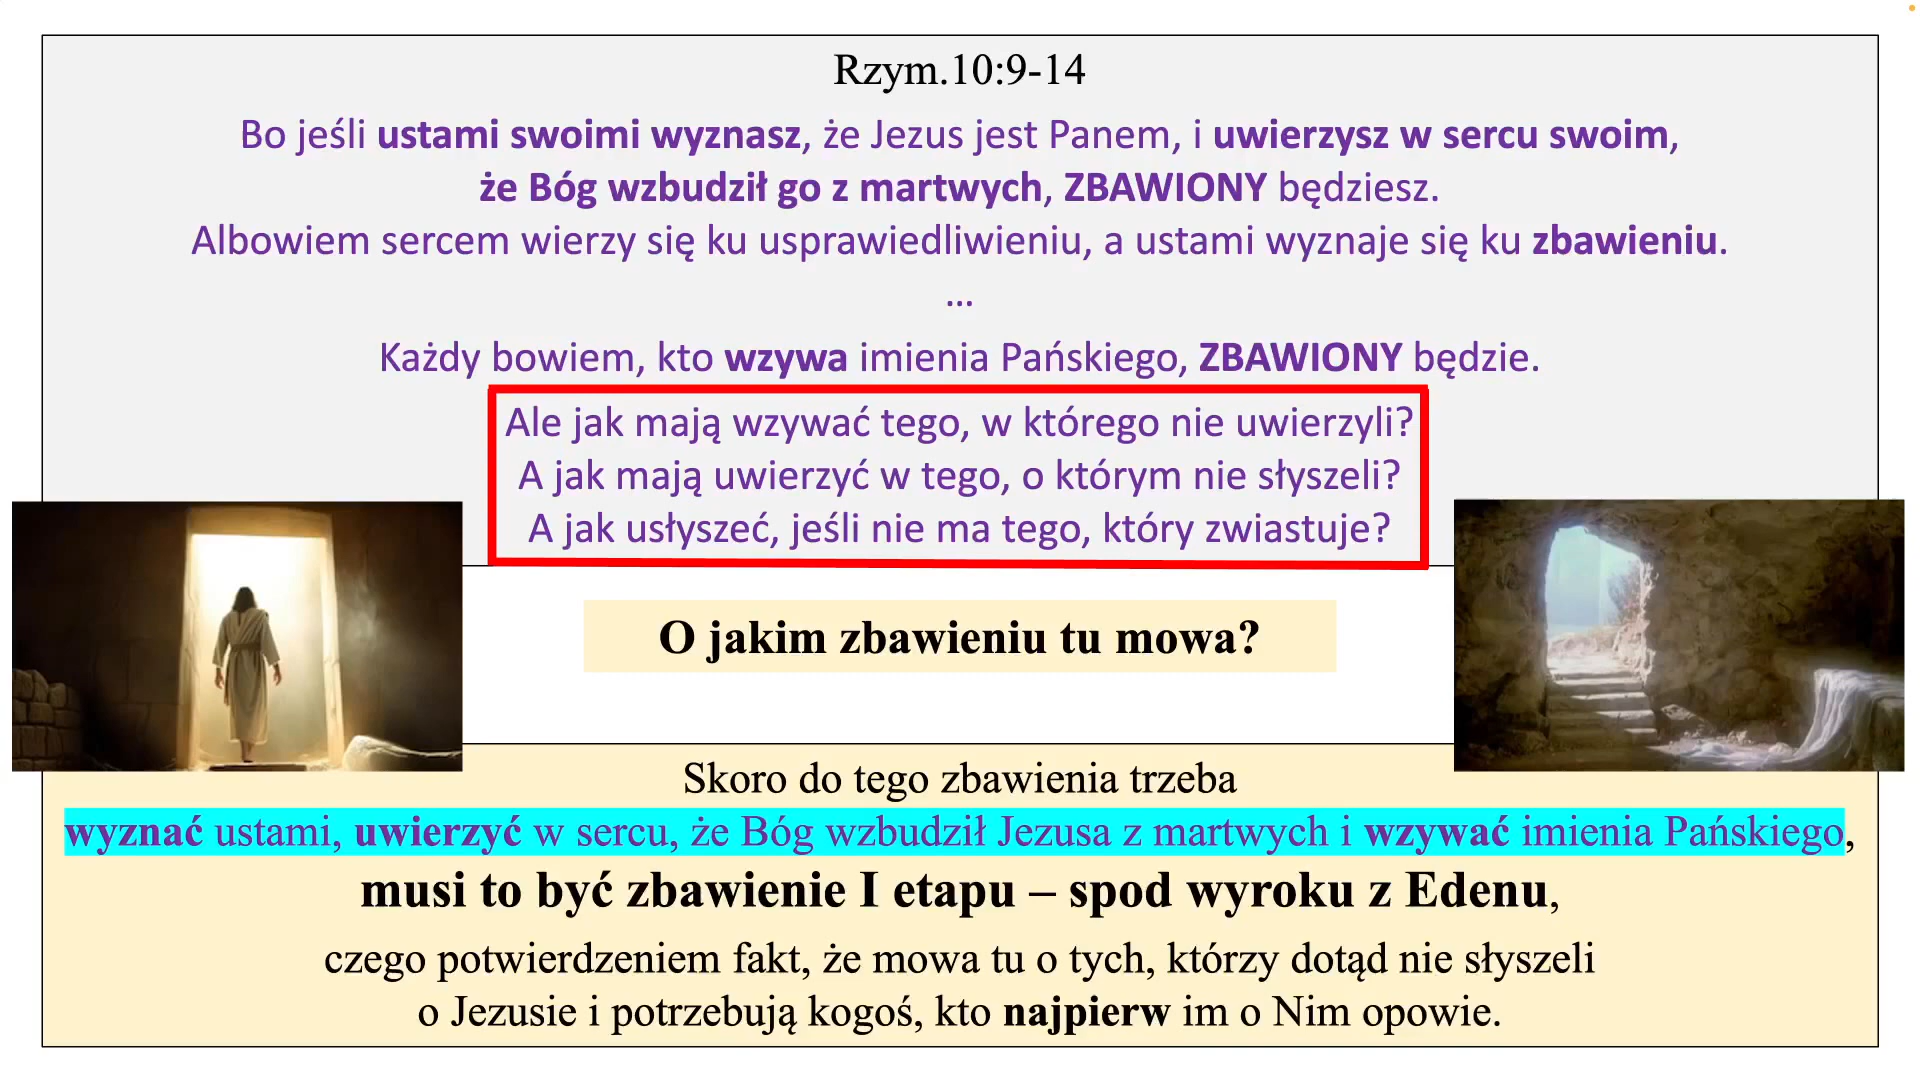 Rzym.10:9-14
Bo jeśli ustami swoimi wyznasz, że Jezus jest Panem, i uwierzysz w sercu swoim,
że Bóg wzbudził go z martwych, ZBAWIONY będziesz.
Albowiem sercem wierzy się ku usprawiedliwieniu, a ustami wyznaje się ku zbawieniu.
...
Każdy bowiem, kto wzywa imienia Pańskiego, ZBAWIONY będzie.
Ale jak mają wzywać tego, w którego nie uwierzyli?
A jak mają uwierzyć w tego, o którym nie słyszeli?
A jak usłyszeć, jeśli nie ma tego, który zwiastuje?
O jakim zbawieniu tu mowa?
Skoro do tego zbawienia trzeba
wyznać ustami, uwierzyć w sercu, że Bóg wzbudził Jezusa z martwych i wzywać imienia Pańskiego,
musi to być zbawienie I etapu – spod wyroku z Edenu,
czego potwierdzeniem fakt, że mowa tu o tych, którzy dotąd nie słyszeli
o Jezusie i potrzebują kogoś, kto najpierw im o Nim opowie.